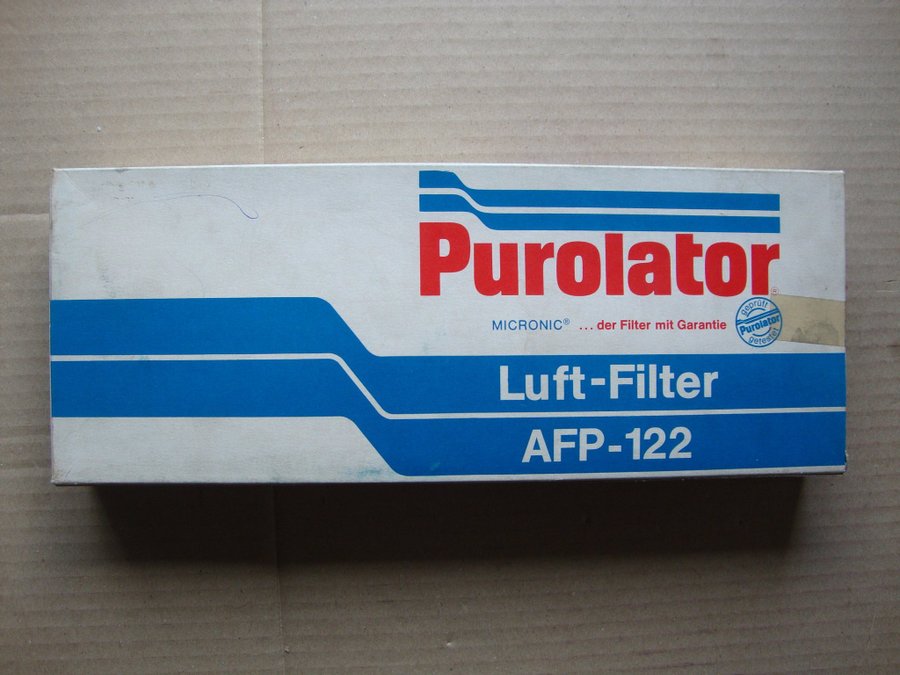 Purolator®
MICRONIC® ...der Filter mit Garantie
geprüft
Purolator
getestet
Luft-Filter
AFP-122